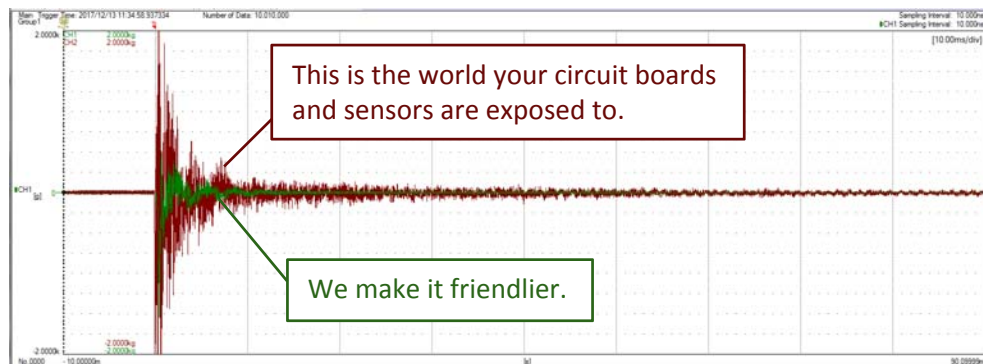 Main Trigger Time: 2017/12/13 11:34:58.937334 Number of Data: 10,010,000 Sampling Interval: 10.000ns
Group1 CH1 Sampling Interval: 10.000ns
2.0000k CH1 2.0000kg [10.00ms/div]
CH2 2.0000kg
This is the world your circuit boards
and sensors are exposed to.
CH1
[g]
We make it friendlier.
-2.0000kg
-2.0000k -2.0000kg
No.0000 -10.00000m [s] 90.09999m